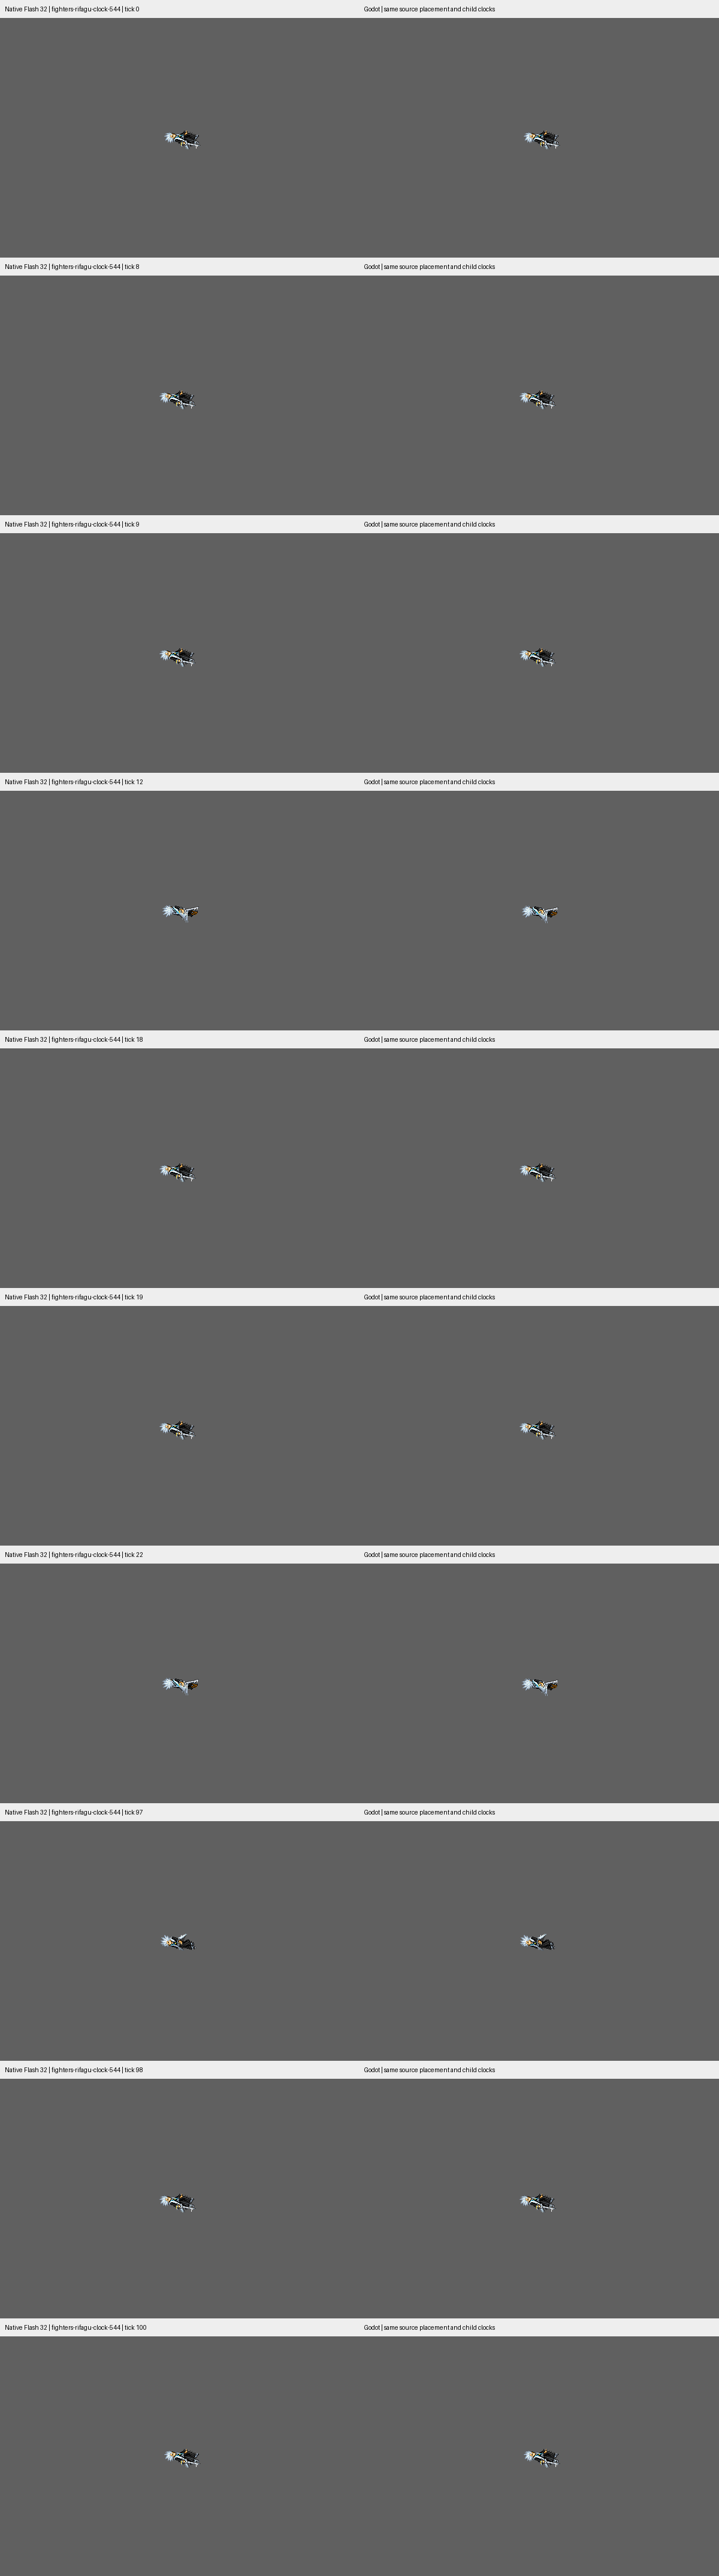 Native Flash 32 | fighters-rifagu-clock-544 | tick 0
Godot | same source placement and child clocks
Native Flash 32 | fighters-rifagu-clock-544 | tick 8
Godot | same source placement and child clocks
Native Flash 32 | fighters-rifagu-clock-544 | tick 9
Godot | same source placement and child clocks
Native Flash 32 | fighters-rifagu-clock-544 | tick 12
Godot | same source placement and child clocks
Native Flash 32 | fighters-rifagu-clock-544 | tick 18
Godot | same source placement and child clocks
Native Flash 32 | fighters-rifagu-clock-544 | tick 19
Godot | same source placement and child clocks
Native Flash 32 | fighters-rifagu-clock-544 | tick 22
Godot | same source placement and child clocks
Native Flash 32 | fighters-rifagu-clock-544 | tick 97
Godot | same source placement and child clocks
Native Flash 32 | fighters-rifagu-clock-544 | tick 98
Godot | same source placement and child clocks
Native Flash 32 | fighters-rifagu-clock-544 | tick 100
Godot | same source placement and child clocks